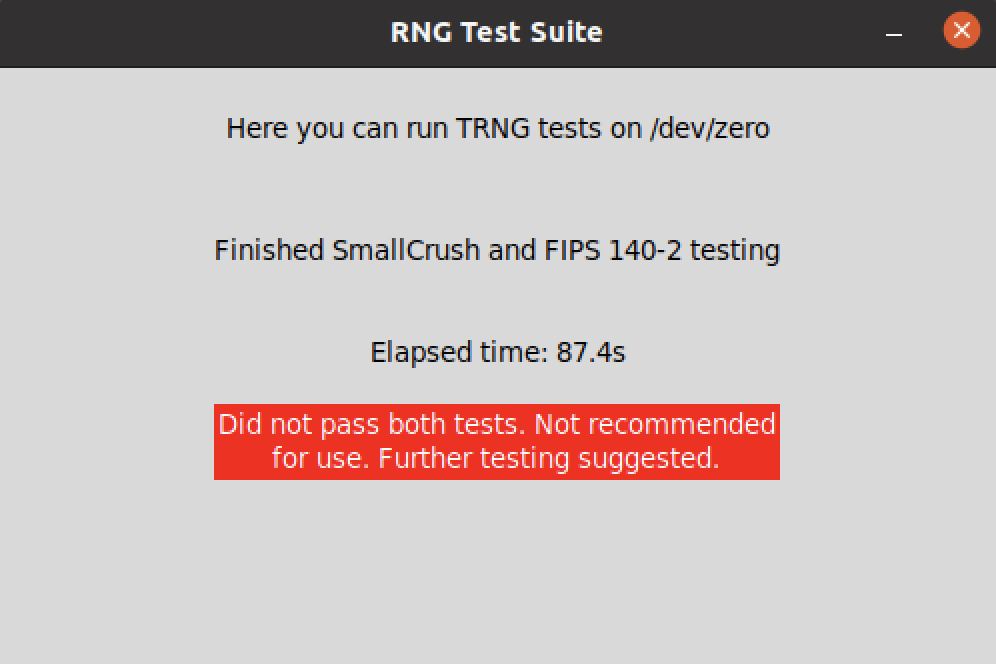 RNG Test Suite
Here you can run TRNG tests on /dev/zero
Finished SmallCrush and FIPS 140-2 testing
Elapsed time: 87.4s
Did not pass both tests. Not recommended
for use. Further testing suggested.